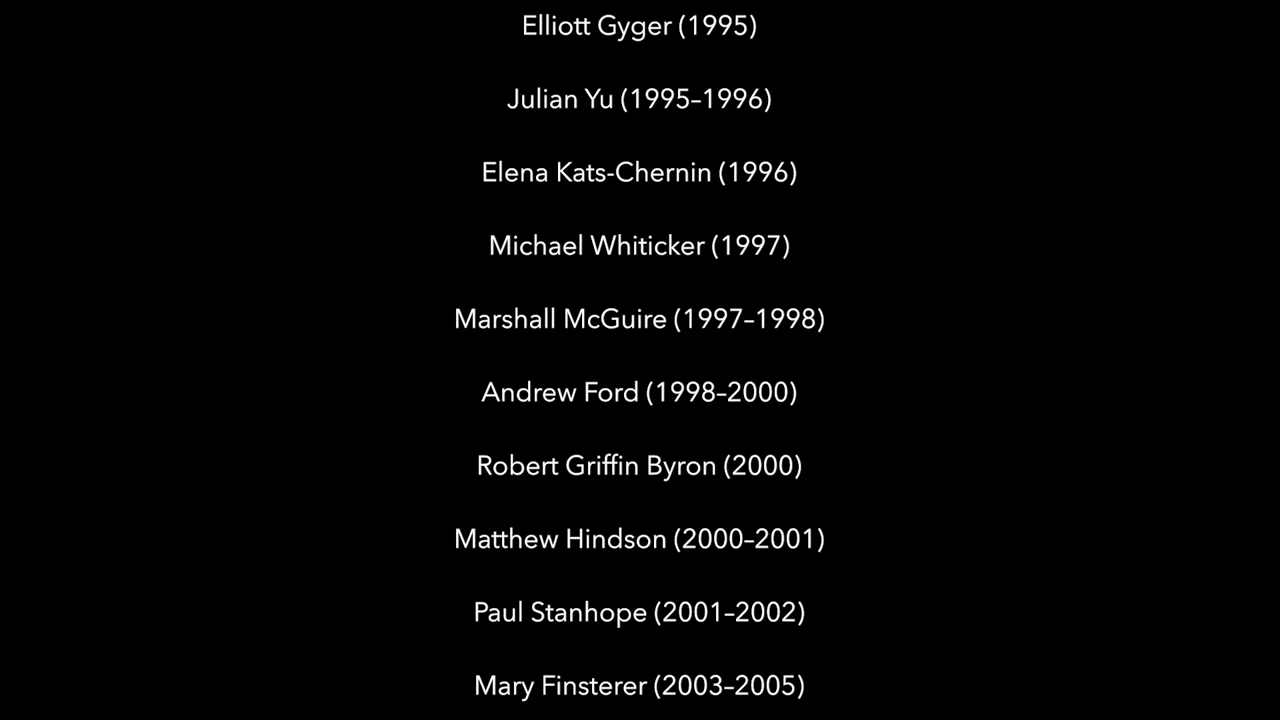 Elliott Gyger (1995)
Julian Yu (1995–1996)
Elena Kats-Chernin (1996)
Michael Whiticker (1997)
Marshall McGuire (1997–1998)
Andrew Ford (1998–2000)
Robert Griffin Byron (2000)
Matthew Hindson (2000–2001)
Paul Stanhope (2001–2002)
Mary Finsterer (2003–2005)